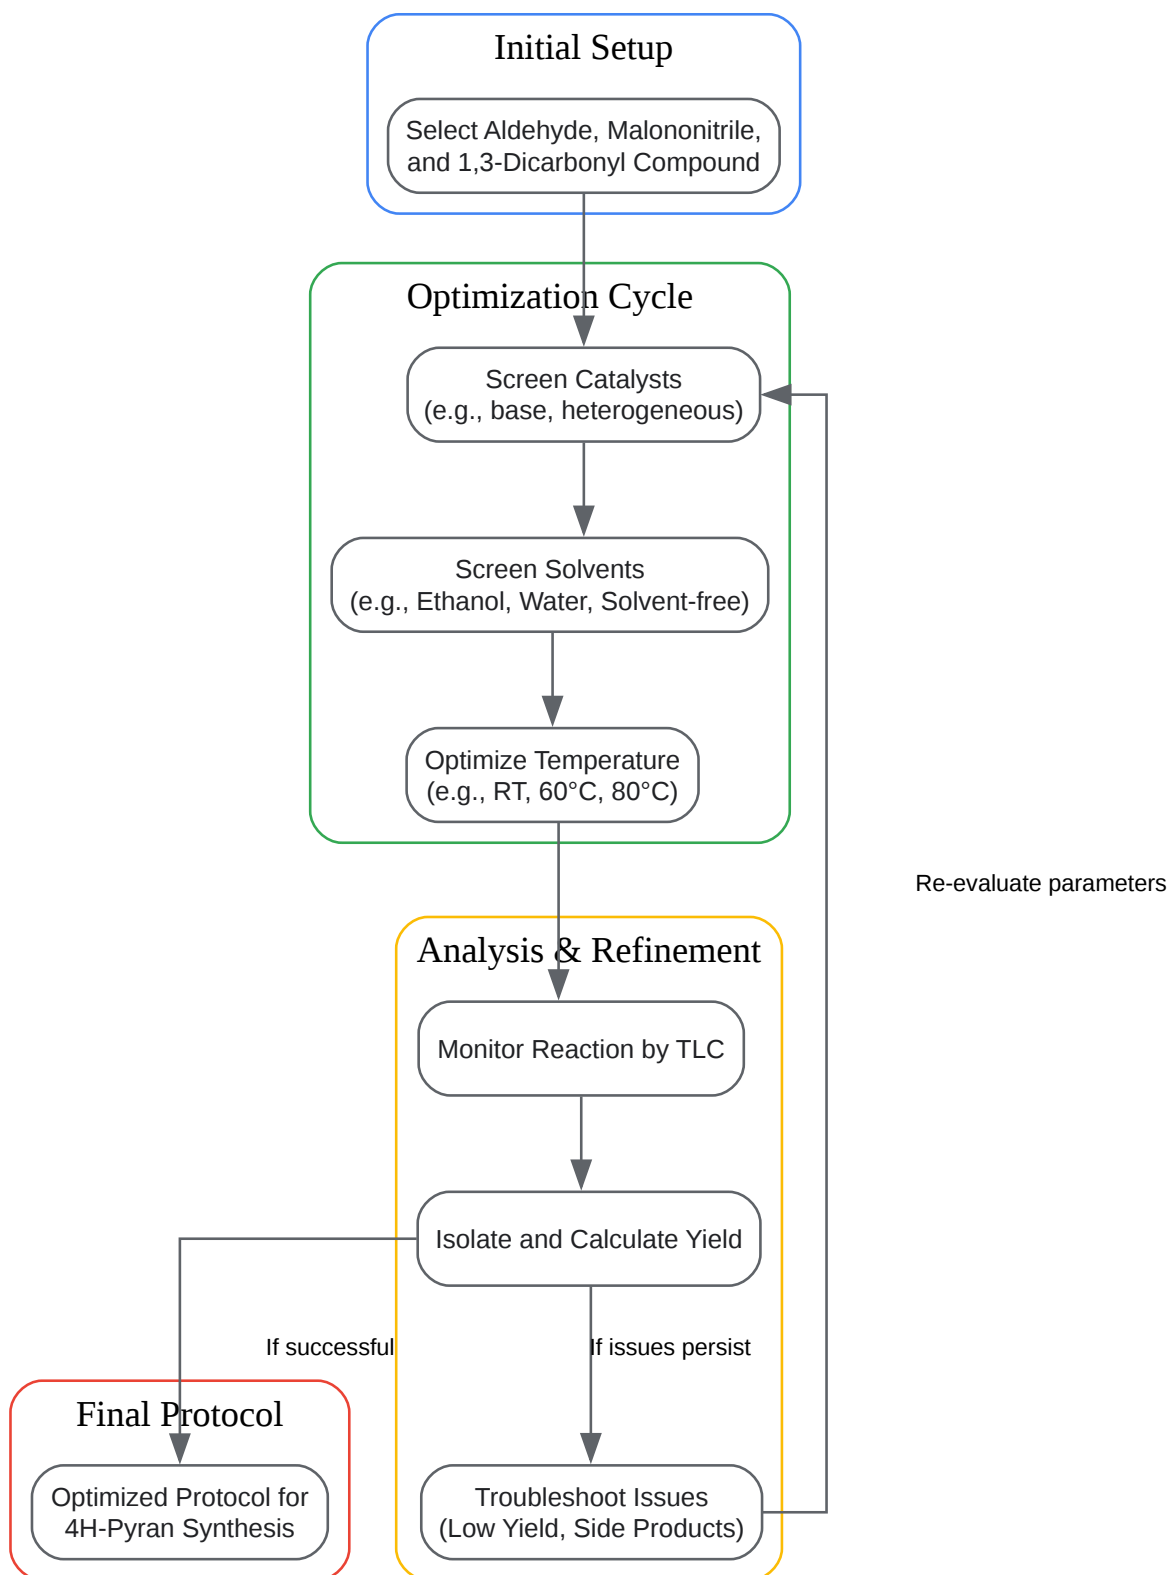 Initial Setup
Select Aldehyde, Malononitrile,
and 1,3-Dicarbonyl Compound
Optimization Cycle
Screen Catalysts
(e.g., base, heterogeneous)
Screen Solvents
(e.g., Ethanol, Water, Solvent-free)
Optimize Temperature
(e.g., RT, 60°C, 80°C)
Re-evaluate parameters
Analysis & Refinement
Monitor Reaction by TLC
Isolate and Calculate Yield
If successful
If issues persist
Final Protocol
Optimized Protocol for
4H-Pyran Synthesis
Troubleshoot Issues
(Low Yield, Side Products)